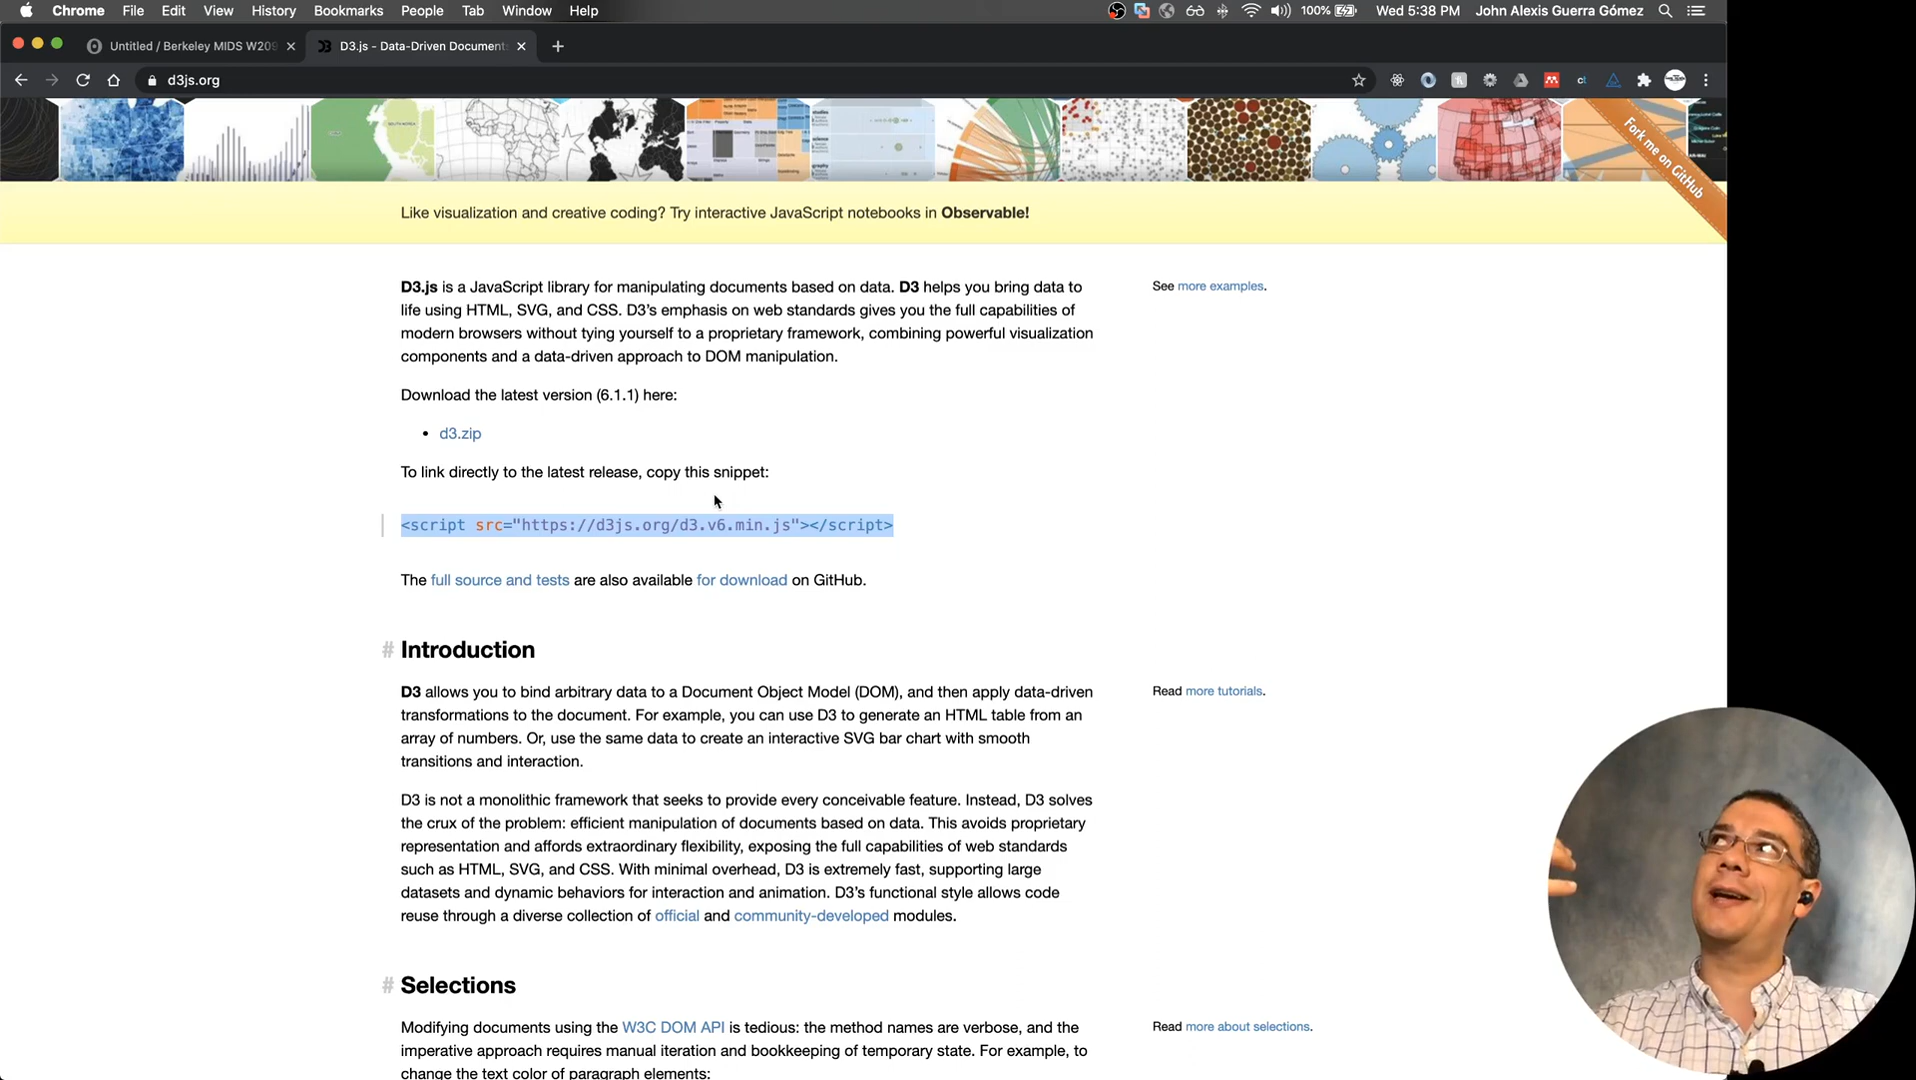 Chrome File Edit View History Bookmarks People Tab Window Help 100% Wed 5:38 PM John Alexis Guerra Gómez
Untitled / Berkeley MIDS W209
D3.js - Data-Driven Documents
d3js.org
SOUTH KOREA
Fork me on GitHub
Like visualization and creative coding? Try interactive JavaScript notebooks in Observable!
D3.js is a JavaScript library for manipulating documents based on data. D3 helps you bring data to
life using HTML, SVG, and CSS. D3’s emphasis on web standards gives you the full capabilities of
modern browsers without tying yourself to a proprietary framework, combining powerful visualization
components and a data-driven approach to DOM manipulation.
See more examples.
Download the latest version (6.1.1) here:
• d3.zip
To link directly to the latest release, copy this snippet:
<script src="https://d3js.org/d3.v6.min.js"></script>
The full source and tests are also available for download on GitHub.
# Introduction
D3 allows you to bind arbitrary data to a Document Object Model (DOM), and then apply data-driven
transformations to the document. For example, you can use D3 to generate an HTML table from an
array of numbers. Or, use the same data to create an interactive SVG bar chart with smooth
transitions and interaction.
Read more tutorials.
D3 is not a monolithic framework that seeks to provide every conceivable feature. Instead, D3 solves
the crux of the problem: efficient manipulation of documents based on data. This avoids proprietary
representation and affords extraordinary flexibility, exposing the full capabilities of web standards
such as HTML, SVG, and CSS. With minimal overhead, D3 is extremely fast, supporting large
datasets and dynamic behaviors for interaction and animation. D3’s functional style allows code
reuse through a diverse collection of official and community-developed modules.
# Selections
Modifying documents using the W3C DOM API is tedious: the method names are verbose, and the
imperative approach requires manual iteration and bookkeeping of temporary state. For example, to
change the text color of paragraph elements:
Read more about selections.